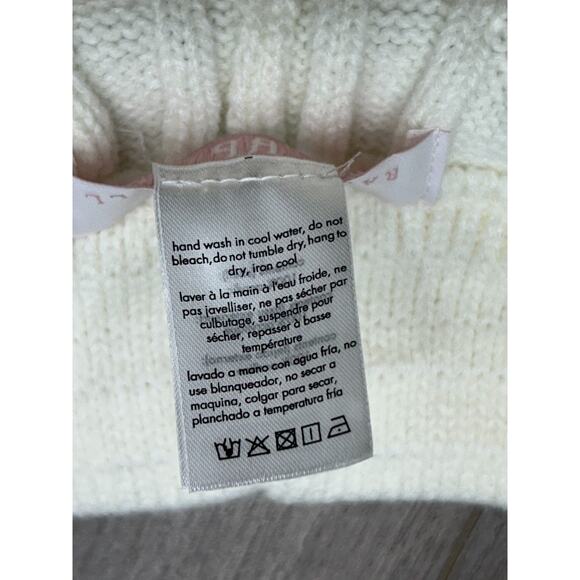 hand wash in cool water, do not
bleach,do not tumble dry, hang to
dry, iron cool
laver à la main à l'eau froide, ne
pas javelliser, ne pas sécher par
culbutage, suspendre pour
sécher, repasser à basse
température
lavado a mano con agua fría, no
use blanqueador, no secar a
maquina, colgar para secar,
planchado a temperatura fría